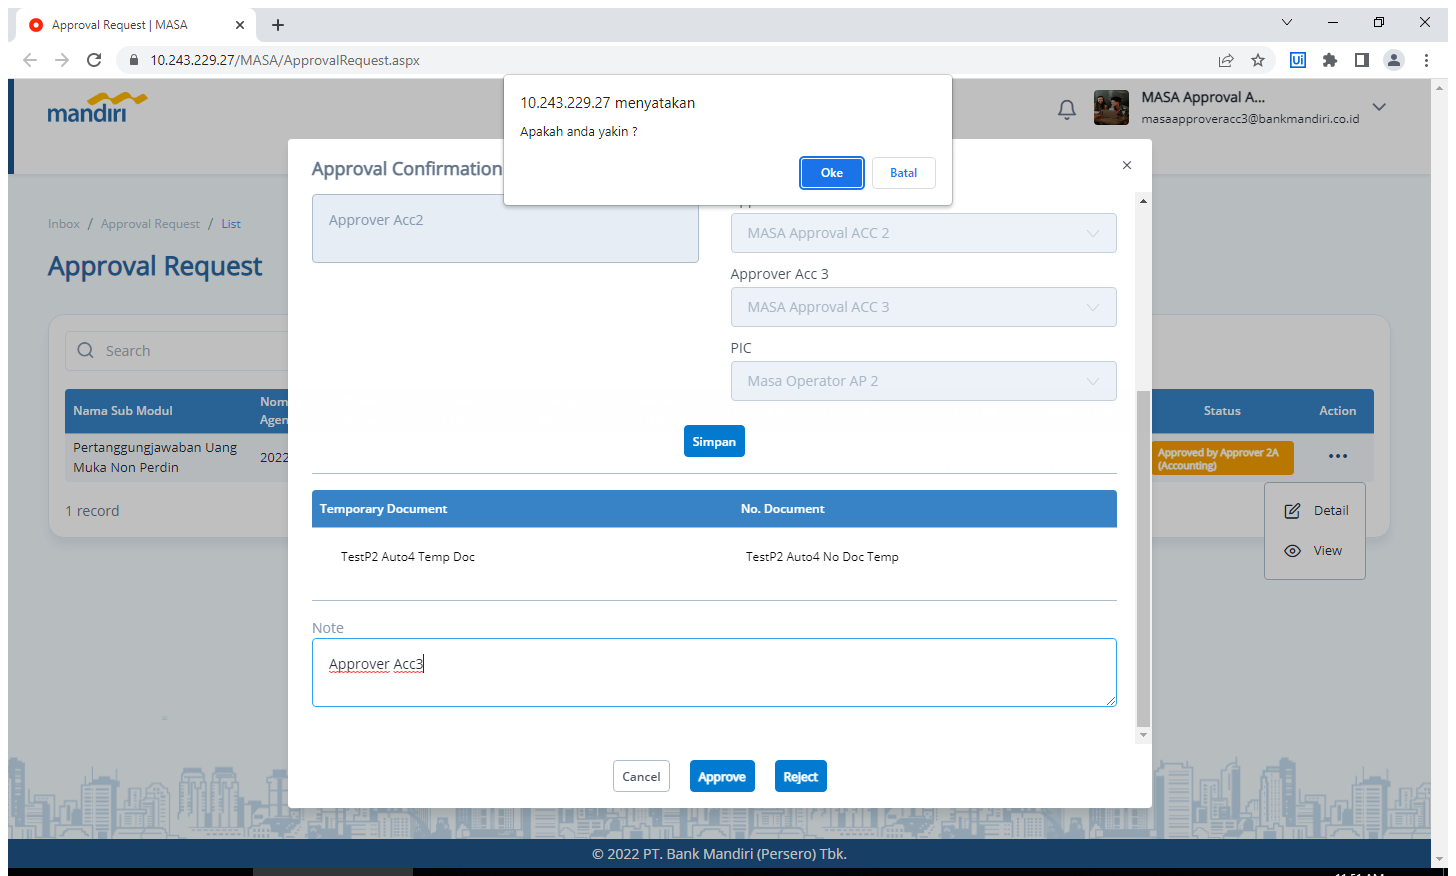 Approval Request | MASA
10.243.229.27/MASA/ApprovalRequest.aspx
Ui
mandiri
MASA Approval A...
masaapproveracc3@bankmandiri.co.id
10.243.229.27 menyatakan
Apakah anda yakin ?
Oke
Batal
Approval Confirmation
Inbox / Approval Request / List
Approval Request
Search
Nama Sub Modul
Nom
Agen
Status
Action
Pertanggungjawaban Uang
Muka Non Perdin
2022
Approved by Approver 2A
(Accounting)
1 record
Detail
View
Approver Acc2
MASA Approval ACC 2
Approver Acc 3
MASA Approval ACC 3
PIC
Masa Operator AP 2
Simpan
Temporary Document
No. Document
TestP2 Auto4 Temp Doc
TestP2 Auto4 No Doc Temp
Note
Approver Acc3
Cancel
Approve
Reject
© 2022 PT. Bank Mandiri (Persero) Tbk.